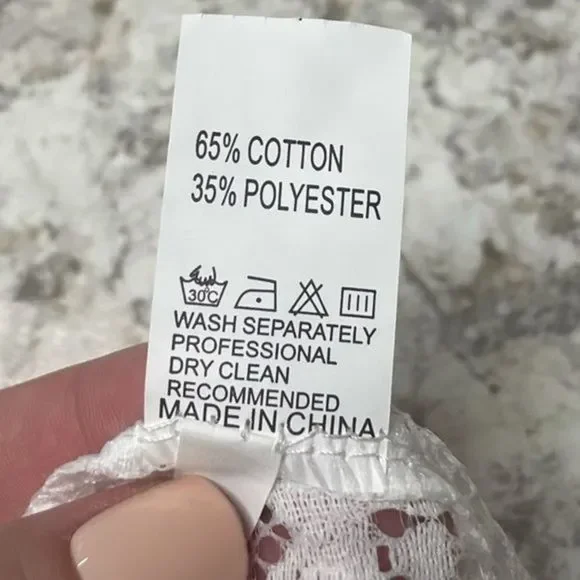 65% COTTON
35% POLYESTER
30°C
WASH SEPARATELY
PROFESSIONAL
DRY CLEAN
RECOMMENDED
MADE IN CHINA